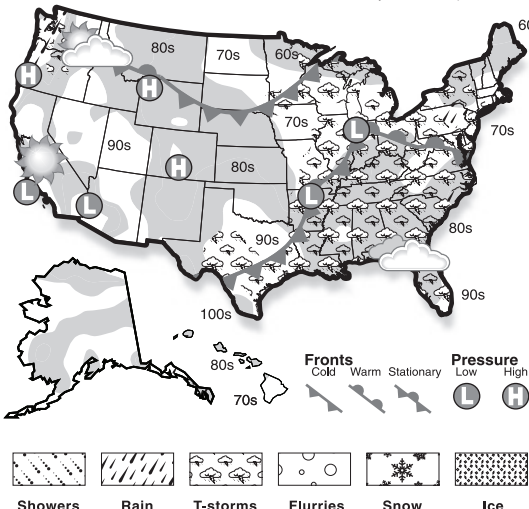 60s
80s
70s
60s
H
H
70s
L
70s
90s
H
80s
L
L
L
80s
90s
90s
100s
80s
70s
Fronts
Cold Warm Stationary
Pressure
Low High
L H
Showers Rain T-storms Flurries Snow Ice